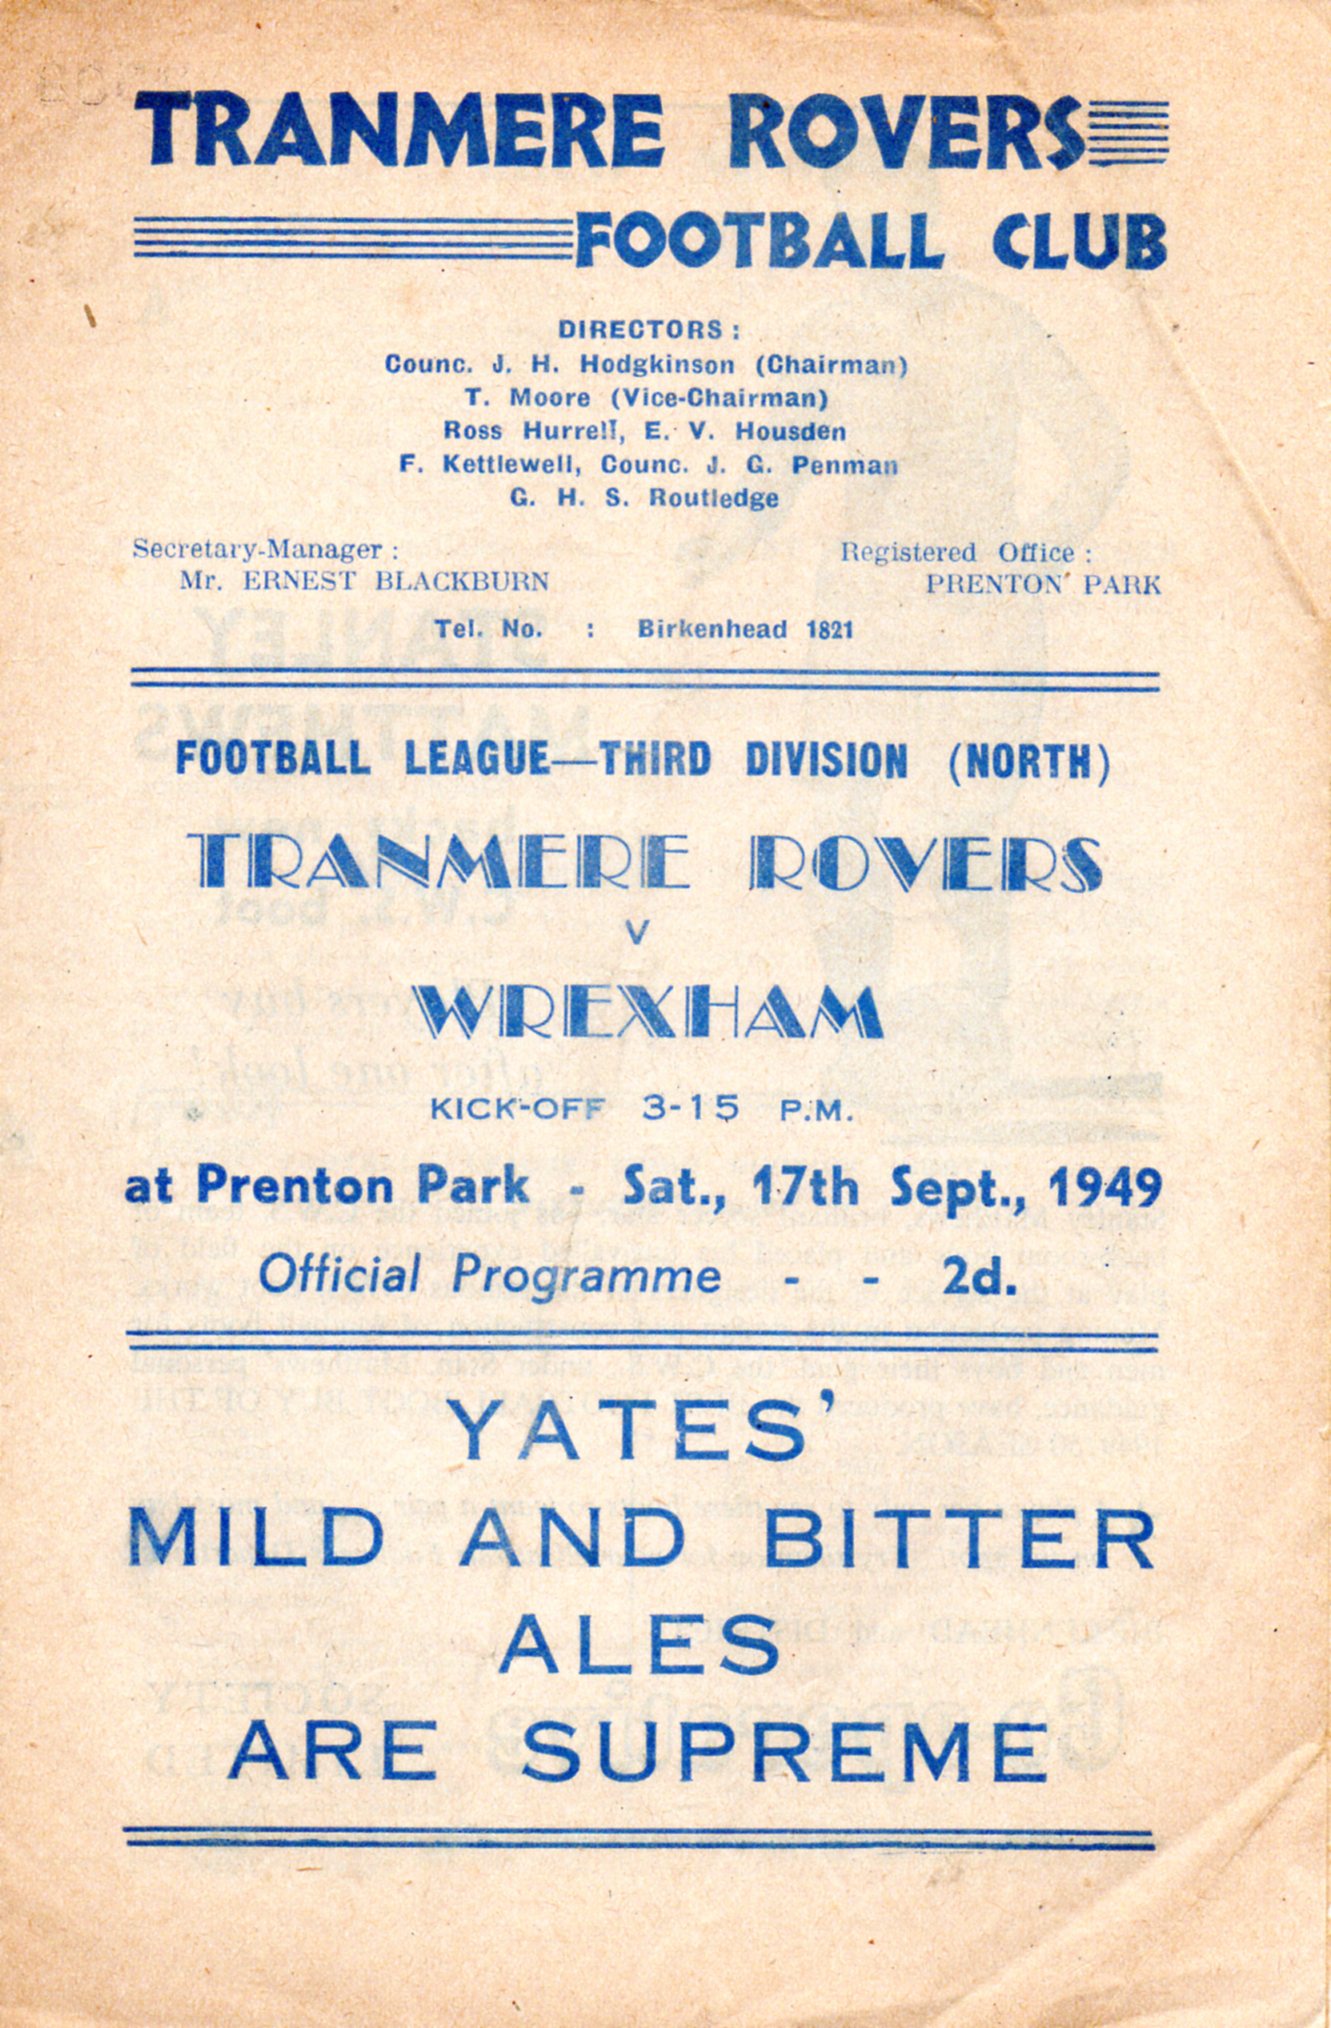 TRANMERE ROVERS
FOOTBALL CLUB
DIRECTORS :
Counc. J. H. Hodgkinson (Chairman)
T. Moore (Vice-Chairman)
Ross Hurrell, E. V. Housden
F. Kettlewell, Counc. J. G. Penman
G. H. S. Routledge
Secretary-Manager : Registered Office :
Mr. ERNEST BLACKBURN PRENTON PARK
Tel. No. : Birkenhead 1821
FOOTBALL LEAGUE—THIRD DIVISION (NORTH)
TRANMERE ROVERS
v
WREXHAM
KICK-OFF 3-15 P.M.
at Prenton Park - Sat., 17th Sept., 1949
Official Programme - - 2d.
YATES'
MILD AND BITTER
ALES
ARE SUPREME